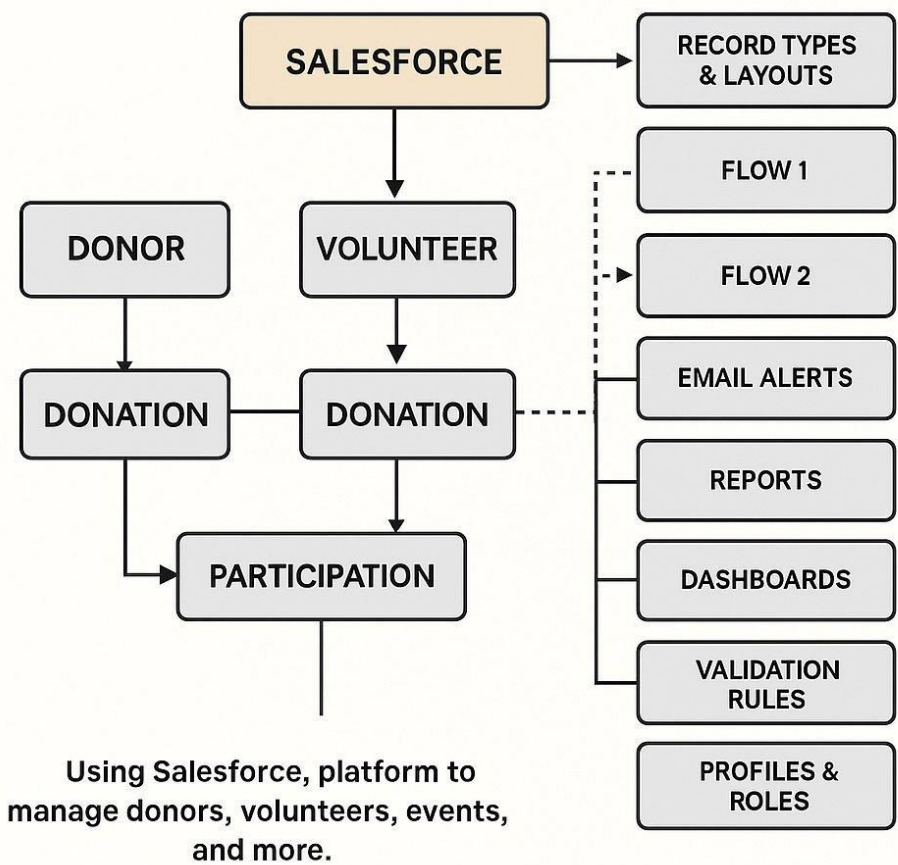 SALESFORCE
RECORD TYPES
& LAYOUTS
FLOW 1
DONOR
VOLUNTEER
FLOW 2
EMAIL ALERTS
DONATION
DONATION
REPORTS
PARTICIPATION
DASHBOARDS
VALIDATION
RULES
PROFILES &
ROLES
Using Salesforce, platform to
manage donors, volunteers, events,
and more.